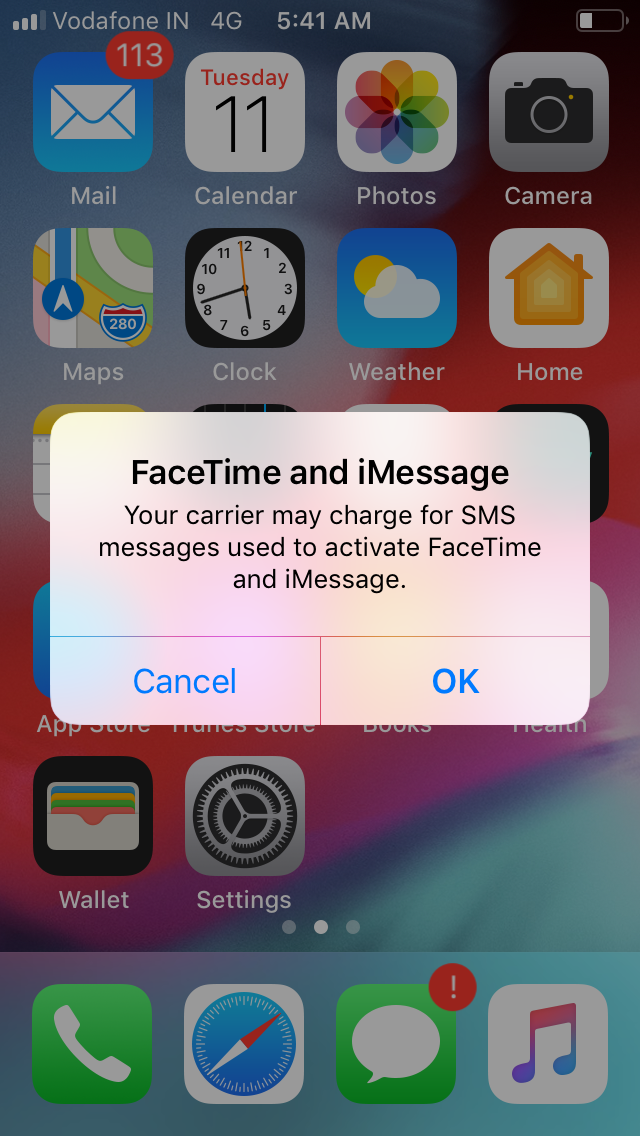 Vodafone IN 4G 5:41 AM
113
Tuesday
11
Mail Calendar Photos Camera
12
11 1
10 2
9 3
8 4
7 5
6
280
Maps Clock Weather Home
FaceTime and iMessage
Your carrier may charge for SMS
messages used to activate FaceTime
and iMessage.
Cancel OK
App Store iTunes Store Books Health
Wallet Settings
!